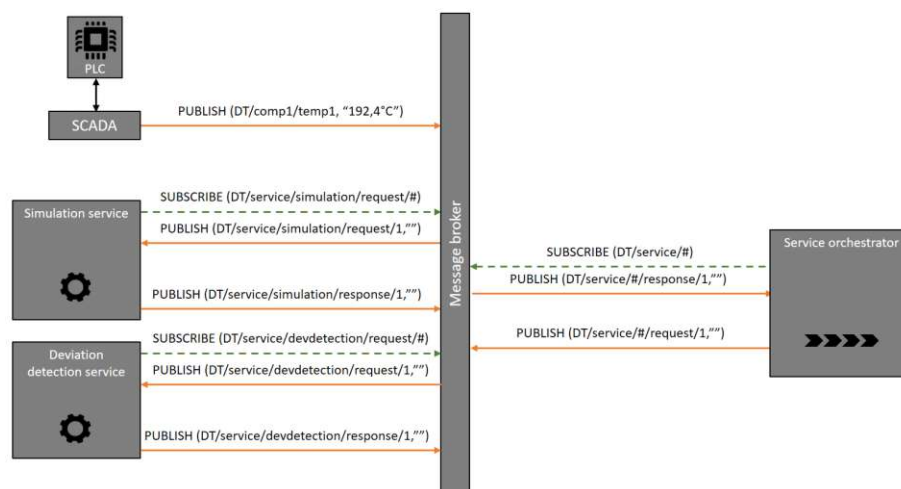 PLC
SCADA
PUBLISH (DT/comp1/temp1, “192,4°C”)
Simulation service
SUBSCRIBE (DT/service/simulation/request/#)
PUBLISH (DT/service/simulation/request/1,””)
PUBLISH (DT/service/simulation/response/1,””)
Deviation
detection service
SUBSCRIBE (DT/service/devdetection/request/#)
PUBLISH (DT/service/devdetection/request/1,””)
PUBLISH (DT/service/devdetection/response/1,””)
Message broker
SUBSCRIBE (DT/service/#)
PUBLISH (DT/service/#/response/1,””)
PUBLISH (DT/service/#/request/1,””)
Service orchestrator